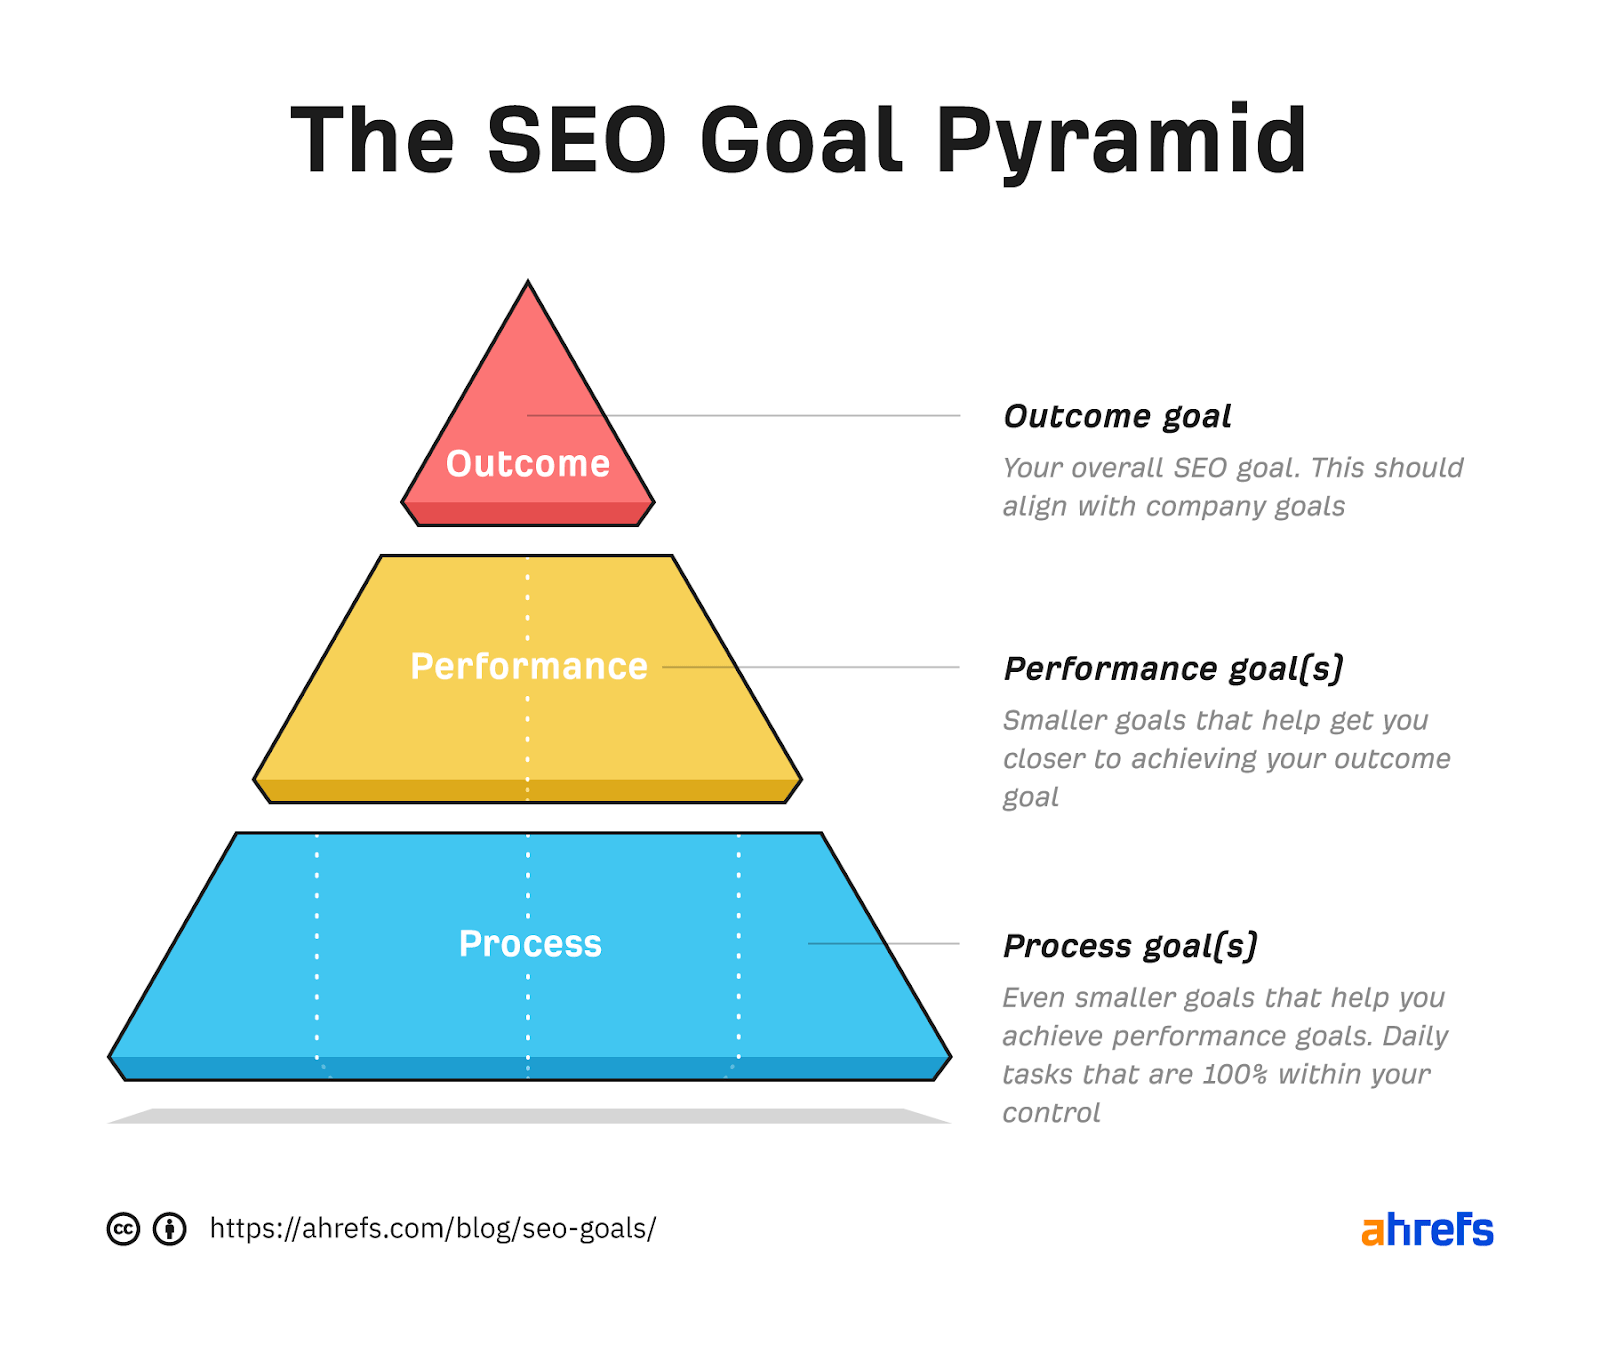 The SEO Goal Pyramid
Outcome
Outcome goal
Your overall SEO goal. This should
align with company goals
Performance
Performance goal(s)
Smaller goals that help get you
closer to achieving your outcome
goal
Process
Process goal(s)
Even smaller goals that help you
achieve performance goals. Daily
tasks that are 100% within your
control
cc https://ahrefs.com/blog/seo-goals/
ahrefs